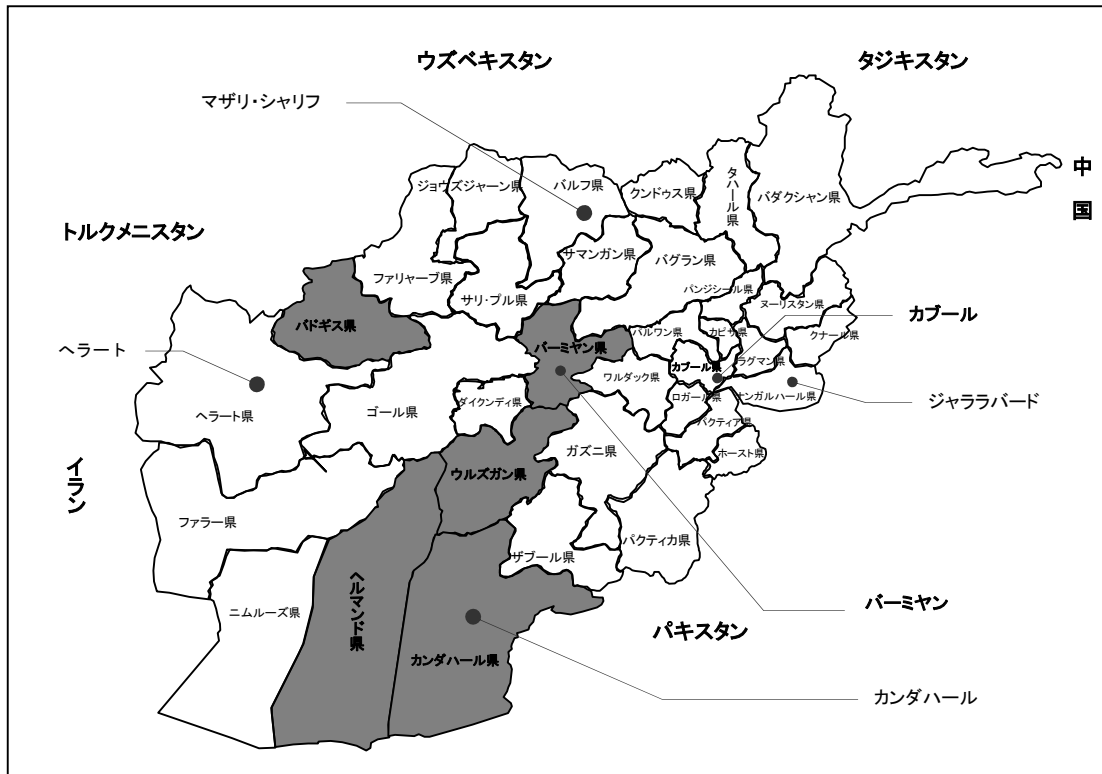 ウズベキスタン
タジキスタン
マザリ・シャリフ
中国
ジョウズジャーン県
バルフ県
クンドゥス県
タハール県
バダクシャン県
トルクメニスタン
ファリャーブ県
サリ・プル県
サマンガン県
バグラン県
パンジシール県
ヌーリスタン県
クナール県
カブール
バドギス県
バーミヤン県
パルワン県
カピサ県
ラグマン県
カブール県
ワルダック県
ヘラート
ヘラート県
ゴール県
ダイクンディ県
ロガール県
ナンガルハール県
ジャララバード
パクティア県
ホースト県
イラン
ウルズガン県
ガズニ県
ファラー県
ザブール県
パクティカ県
ニムルーズ県
ヘルマンド県
カンダハール県
バーミヤン
パキスタン
カンダハール